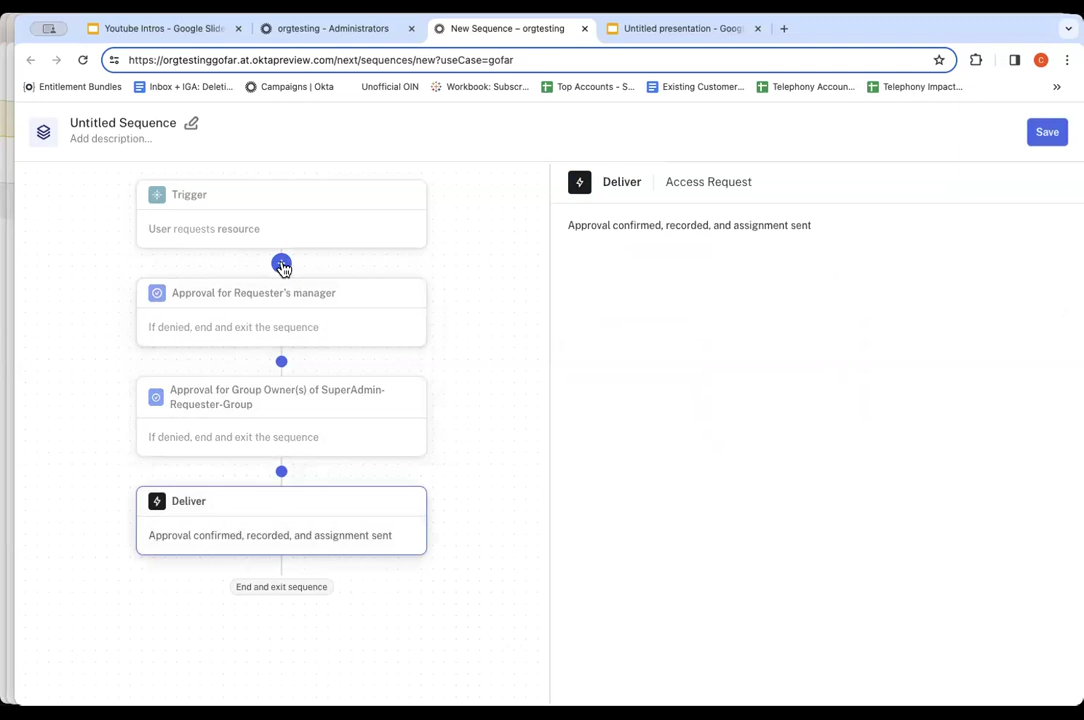 Youtube Intros - Google Slide
orgtesting - Administrators
New Sequence – orgtesting
Untitled presentation - Goog
https://orgtestinggofar.at.oktapreview.com/next/sequences/new?useCase=gofar
C
Entitlement Bundles
Inbox + IGA: Deleti...
Campaigns | Okta
Unofficial OIN
Workbook: Subscr...
Top Accounts - S...
Existing Customer...
Telephony Accoun...
Telephony Impact...
Untitled Sequence
Add description...
Save
Trigger
User requests resource
Approval for Requester's manager
If denied, end and exit the sequence
Approval for Group Owner(s) of SuperAdmin-
Requester-Group
If denied, end and exit the sequence
Deliver
Approval confirmed, recorded, and assignment sent
End and exit sequence
Deliver
Access Request
Approval confirmed, recorded, and assignment sent